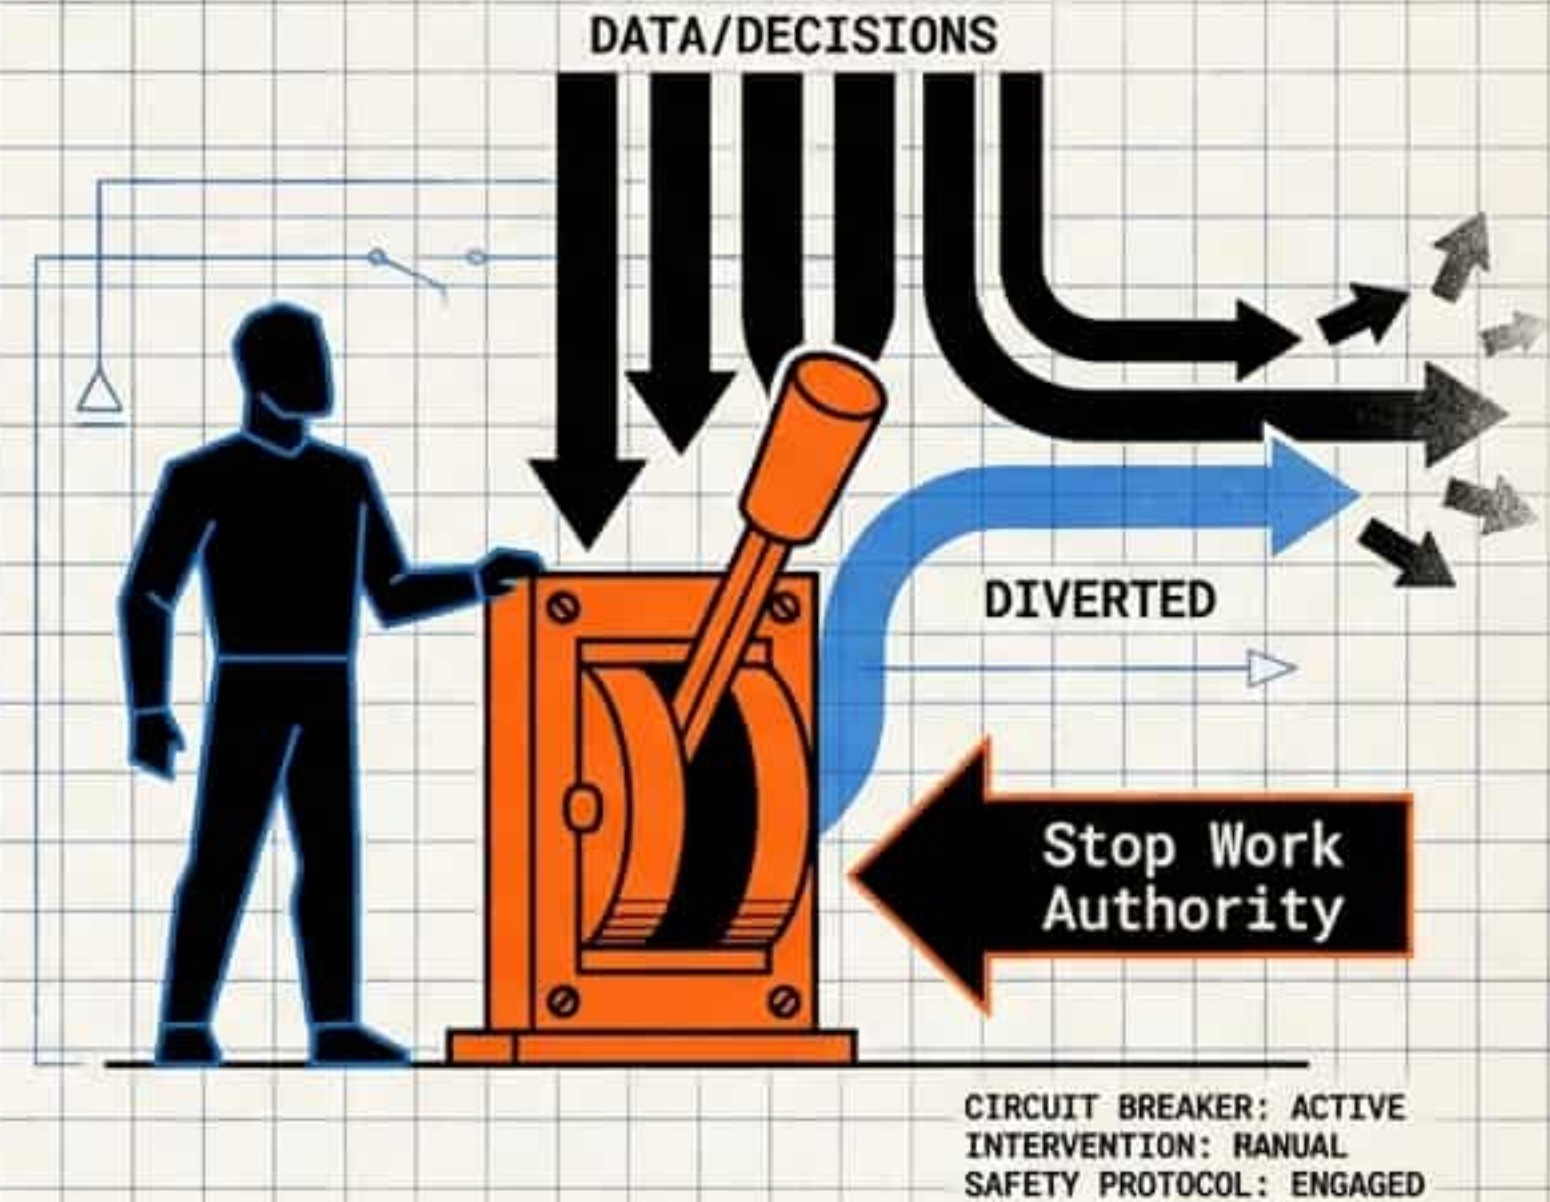 DATA/DECISIONS
DIVERTED
Stop Work
Authority
CIRCUIT BREAKER: ACTIVE
INTERVENTION: RANUAL
SAFETY PROTOCOL: ENGAGED